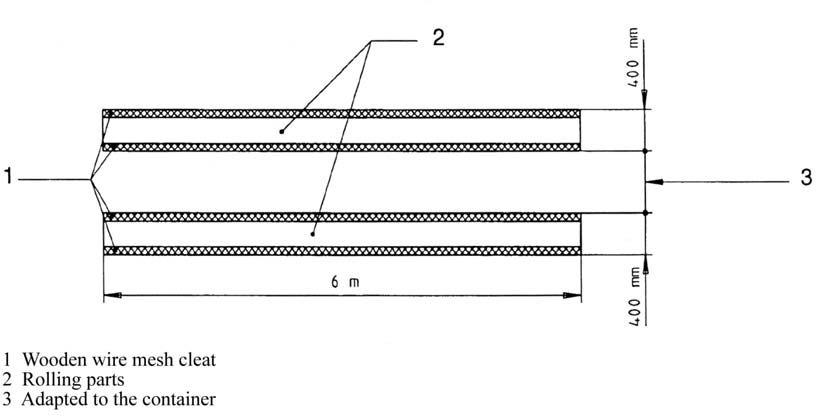 2
400 mm
1
3
6 m
400 mm
1 Wooden wire mesh cleat
2 Rolling parts
3 Adapted to the container